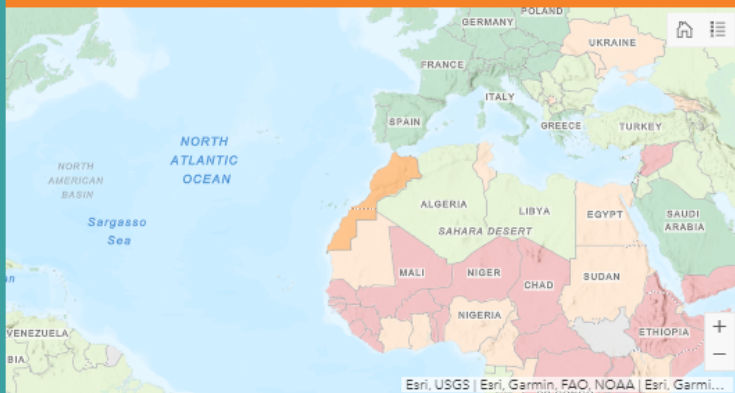 POLAND
GERMANY
UKRAINE
FRANCE
ITALY
SPAIN
GREECE
TURKEY
NORTH
ATLANTIC
OCEAN
NORTH
AMERICAN
BASIN
Sargasso
Sea
ALGERIA
LIBYA
EGYPT
SAUDI
ARABIA
SAHARA DESERT
MALI
NIGER
CHAD
SUDAN
NIGERIA
ETHIOPIA
VENEZUELA
BIA
+
−
Esri, USGS | Esri, Garmin, FAO, NOAA | Esri, Garmi...